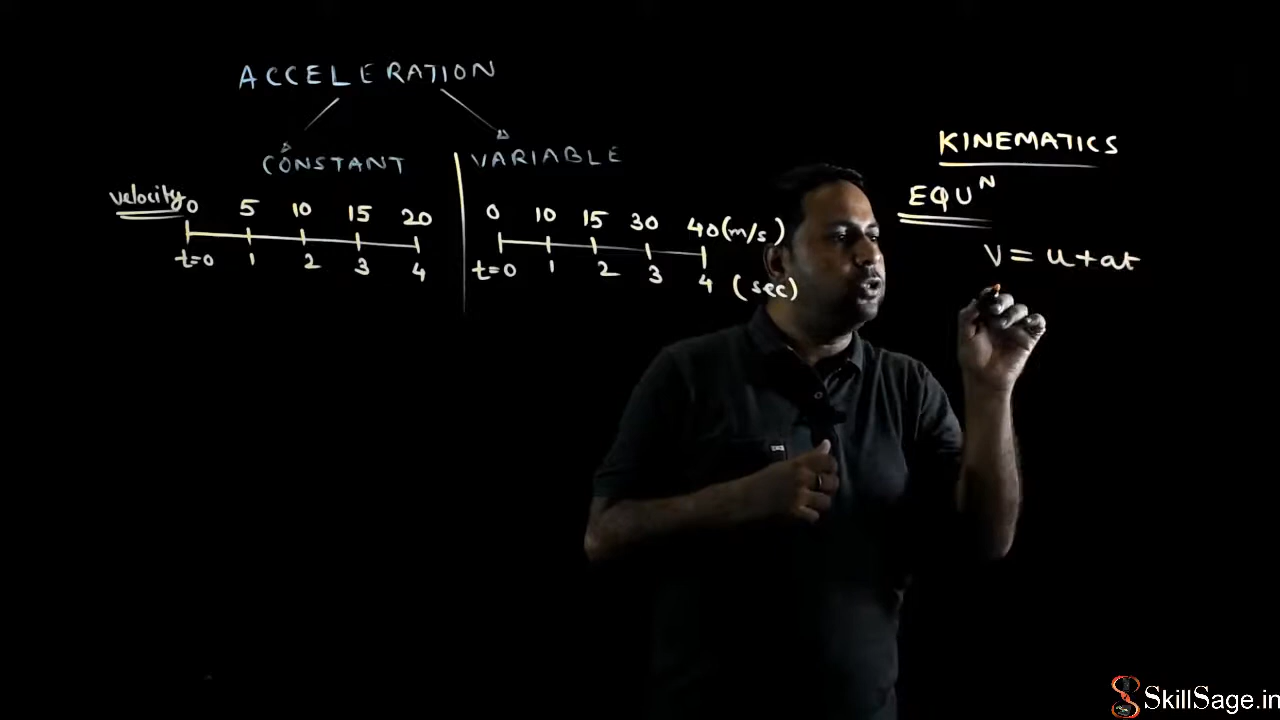 ACCELERATION
CONSTANT
VARIABLE
velocity 0 5 10 15 20
t=0 1 2 3 4
0 10 15 30 40 (m/s)
t=0 1 2 3 4 (sec)
KINEMATICS
EQUᴺ
v = u + at
SkillSage.in